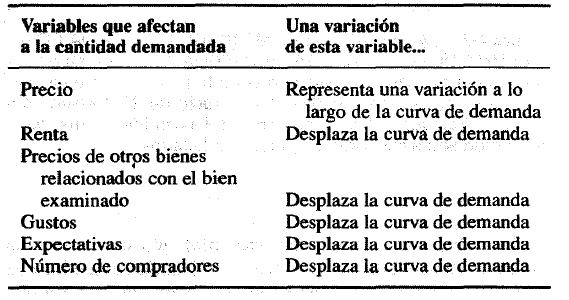 Variables que afectan Una variación
a la cantidad demandada de esta variable...
Precio Representa una variación a lo
largo de la curva de demanda
Renta Desplaza la curva de demanda
Precios de otros bienes
relacionados con el bien
examinado Desplaza la curva de demanda
Gustos Desplaza la curva de demanda
Expectativas Desplaza la curva de demanda
Número de compradores Desplaza la curva de demanda